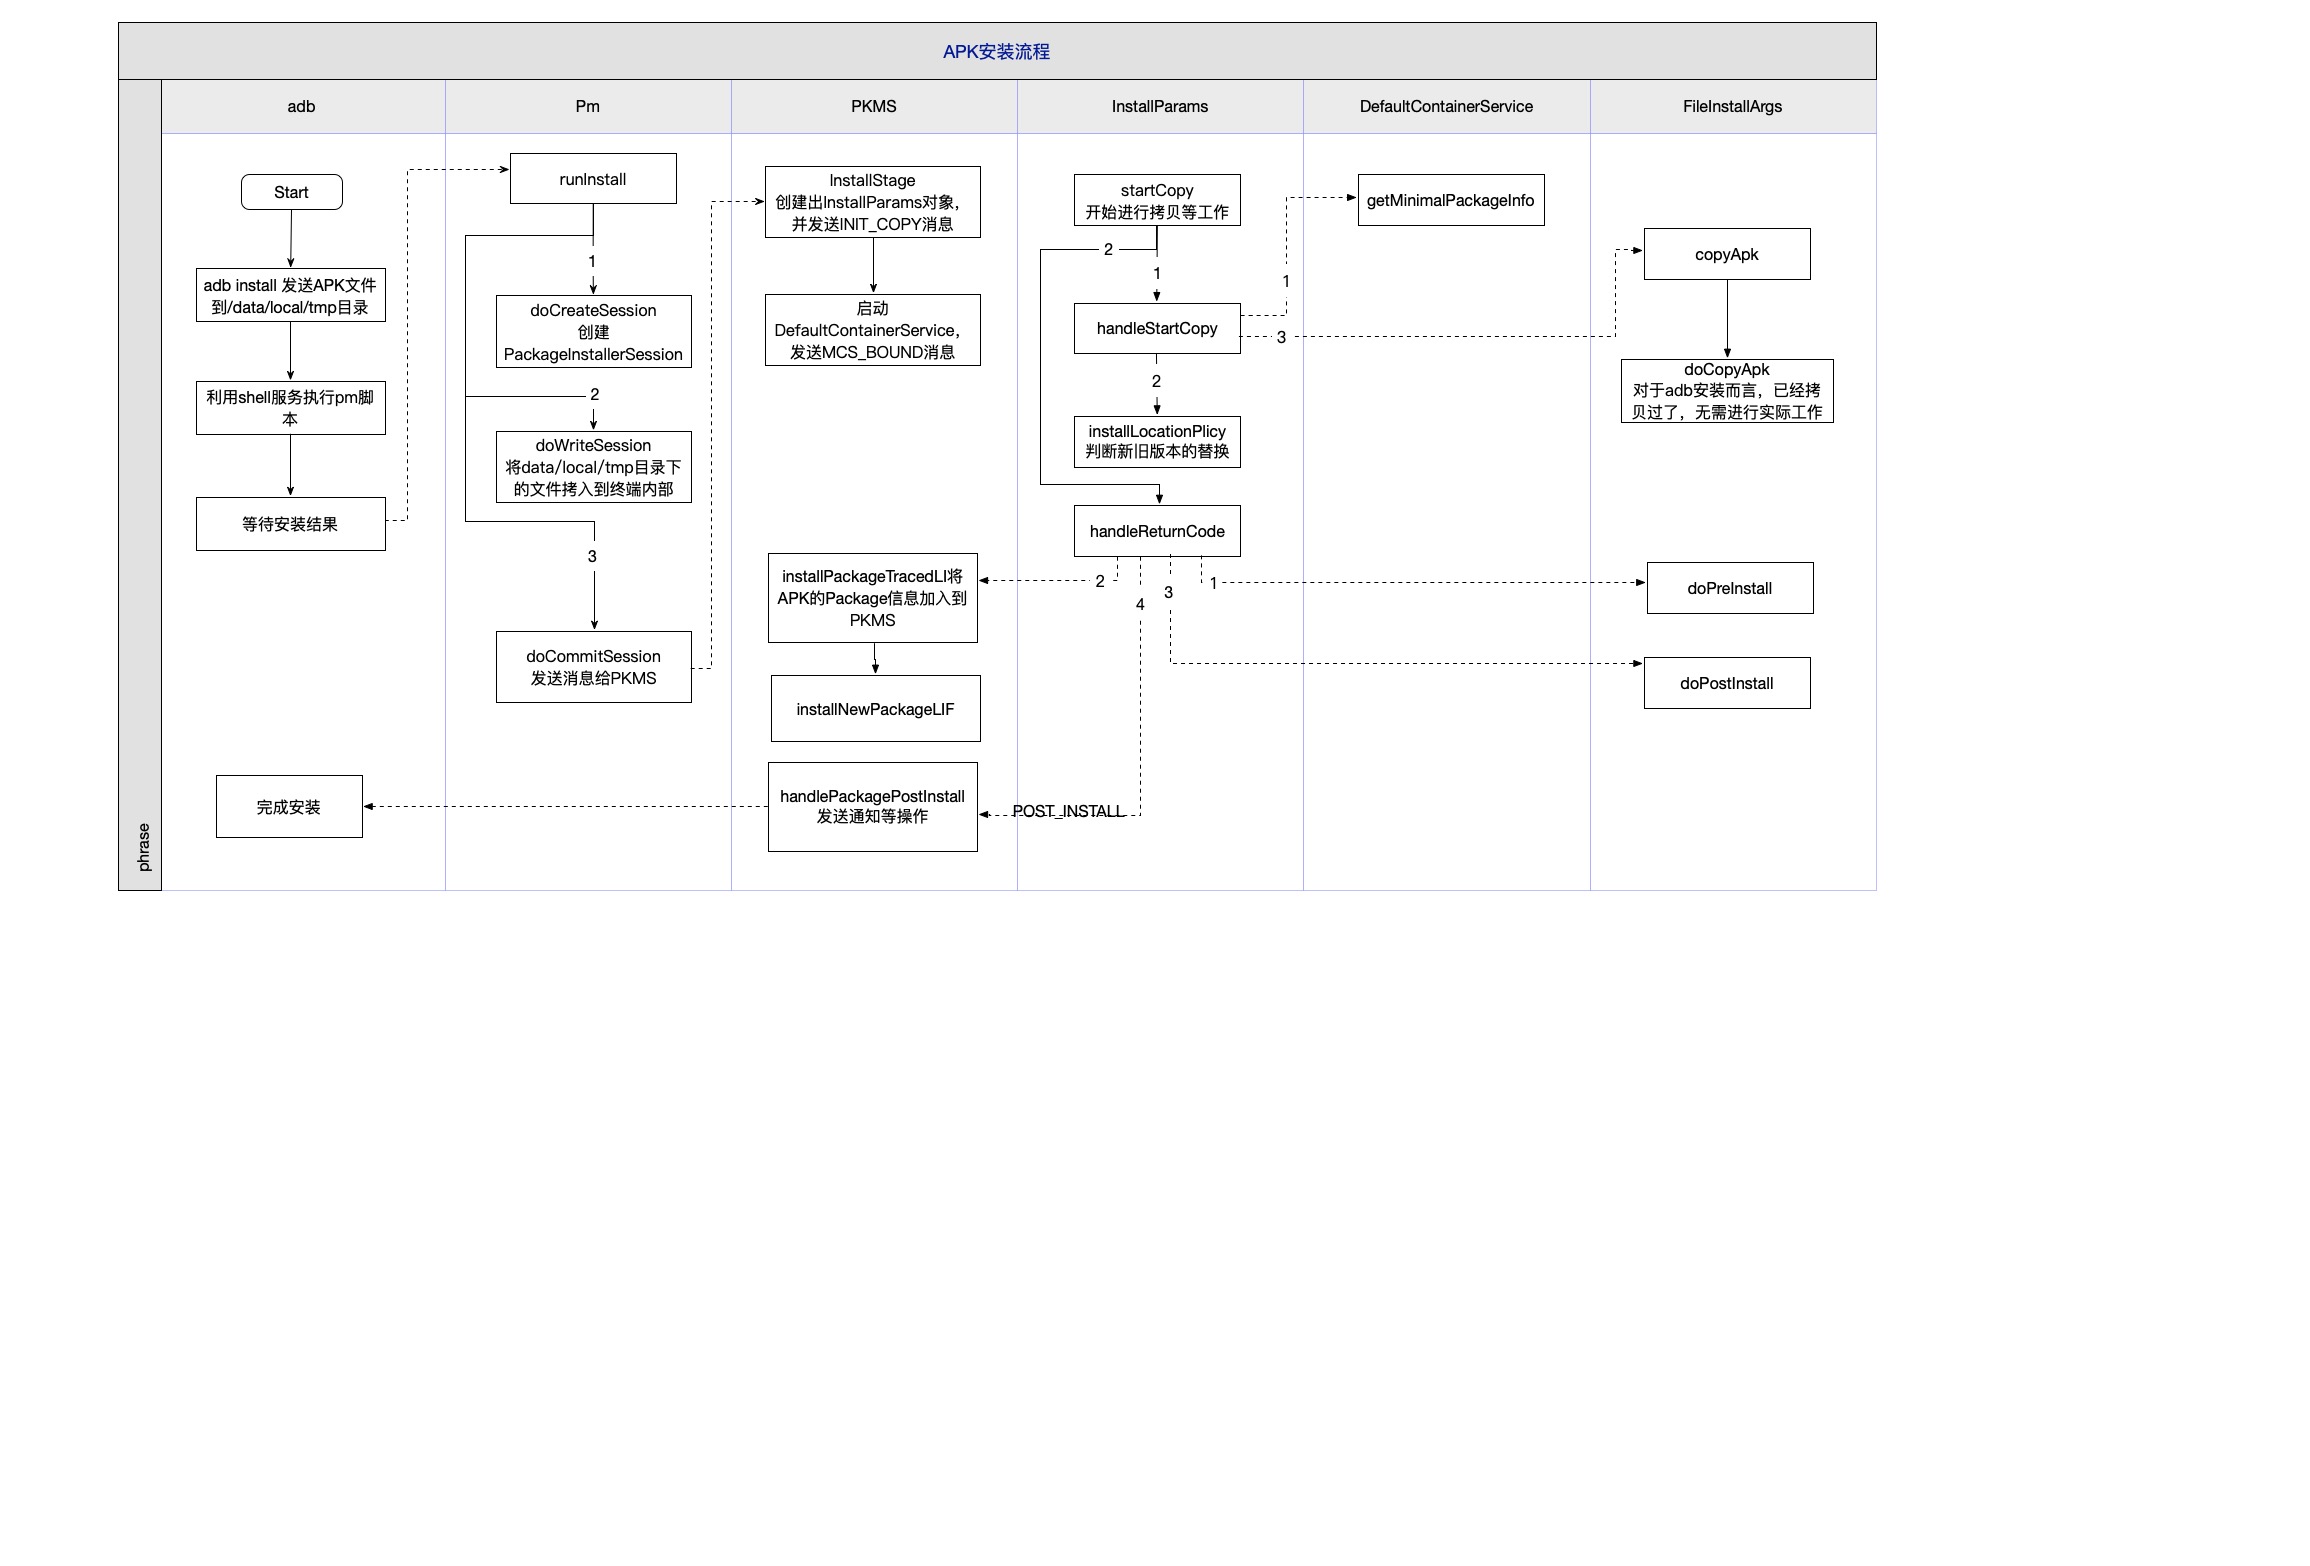 APK安装流程
phrase
adb
Pm
PKMS
InstallParams
DefaultContainerService
FileInstallArgs
Start
adb install 发送APK文件
到/data/local/tmp目录
利用shell服务执行pm脚
本
等待安装结果
完成安装
runInstall
1
doCreateSession
创建
PackageInstallerSession
2
doWriteSession
将data/local/tmp目录下
的文件拷入到终端内部
3
doCommitSession
发送消息给PKMS
InstallStage
创建出InstallParams对象，
并发送INIT_COPY消息
启动
DefaultContainerService，
发送MCS_BOUND消息
installPackageTracedLI将
APK的Package信息加入到
PKMS
installNewPackageLIF
handlePackagePostInstall
发送通知等操作
startCopy
开始进行拷贝等工作
2
1
handleStartCopy
1
3
2
installLocationPlicy
判断新旧版本的替换
handleReturnCode
2
4
3
1
POST_INSTALL
getMinimalPackageInfo
copyApk
doCopyApk
对于adb安装而言，已经拷
贝过了，无需进行实际工作
doPreInstall
doPostInstall